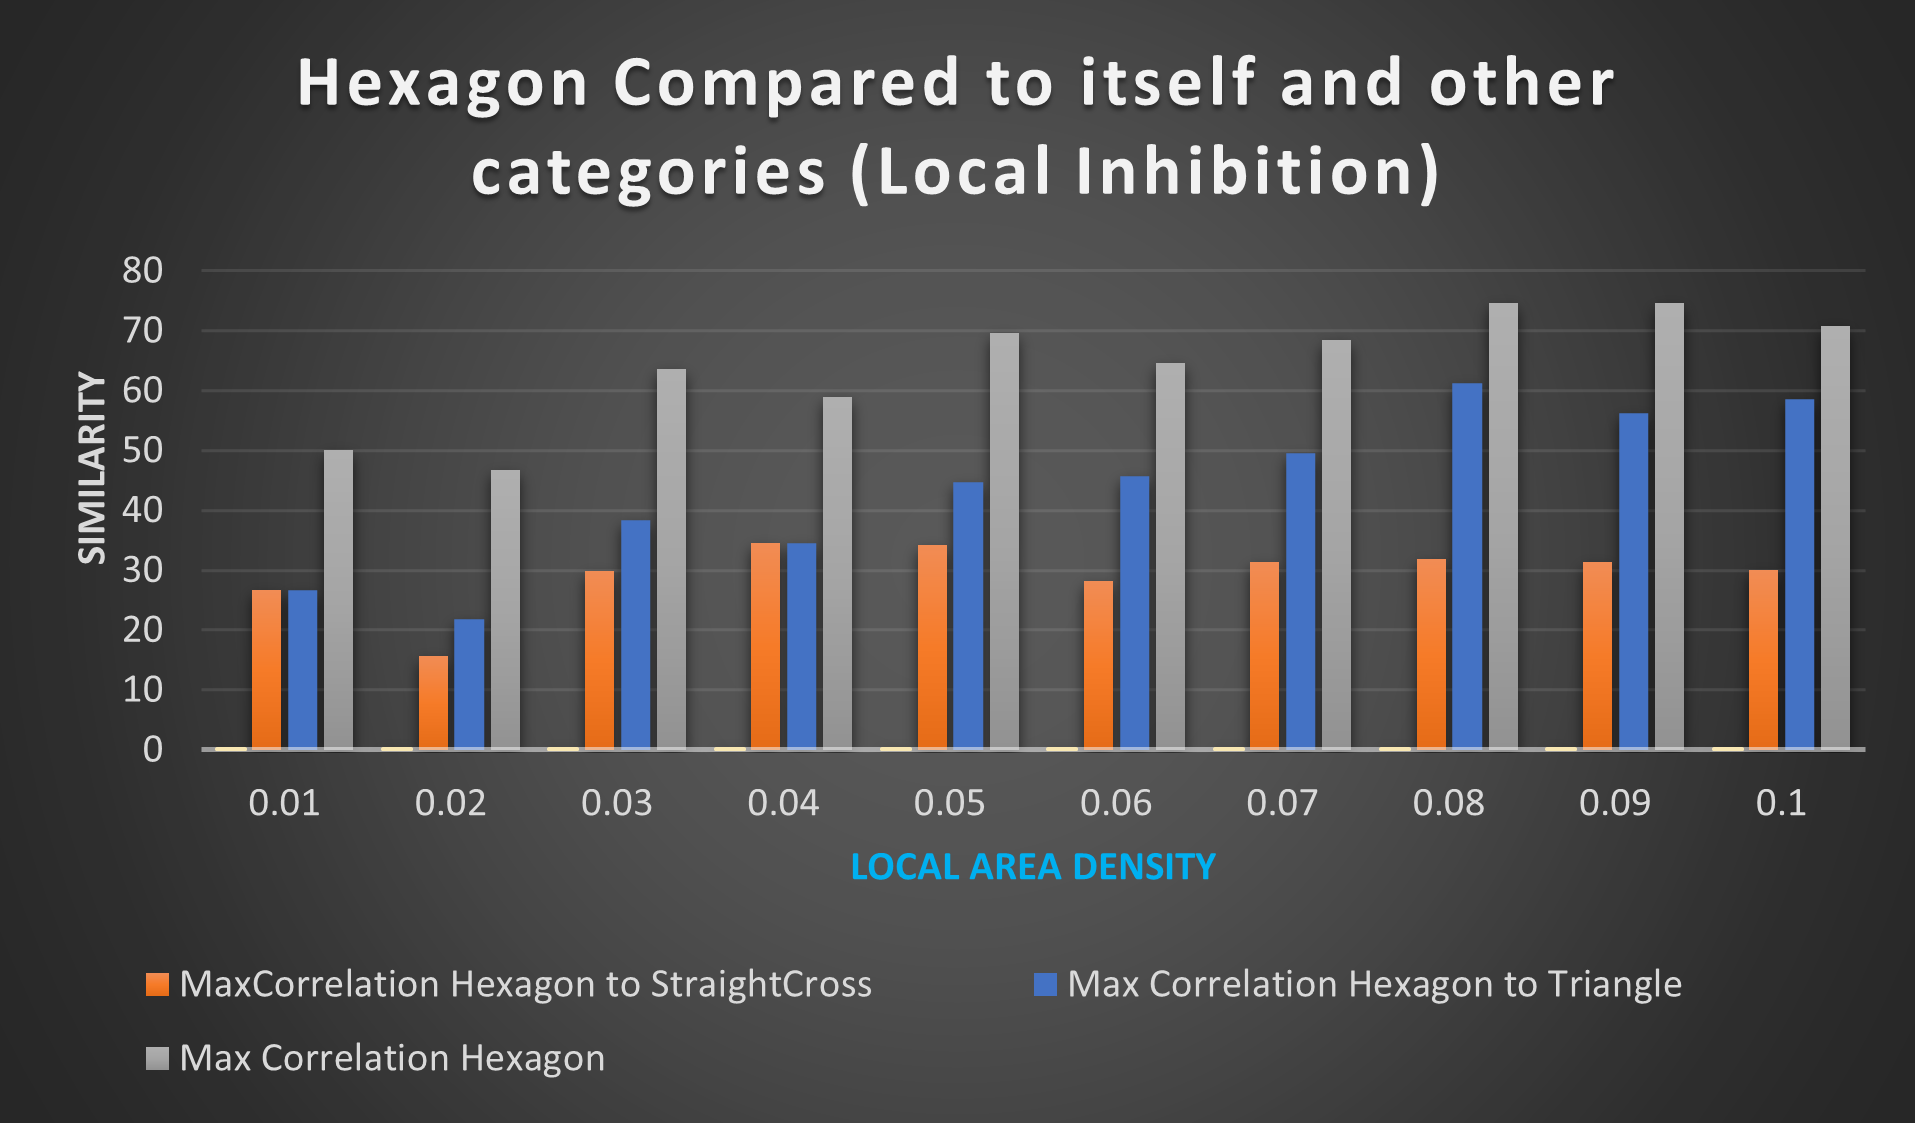 Hexagon Compared to itself and other
categories (Local Inhibition)
80
70
60
50
40
30
20
10
0
SIMILARITY
0.01 0.02 0.03 0.04 0.05 0.06 0.07 0.08 0.09 0.1
LOCAL AREA DENSITY
MaxCorrelation Hexagon to StraightCross Max Correlation Hexagon to Triangle
Max Correlation Hexagon